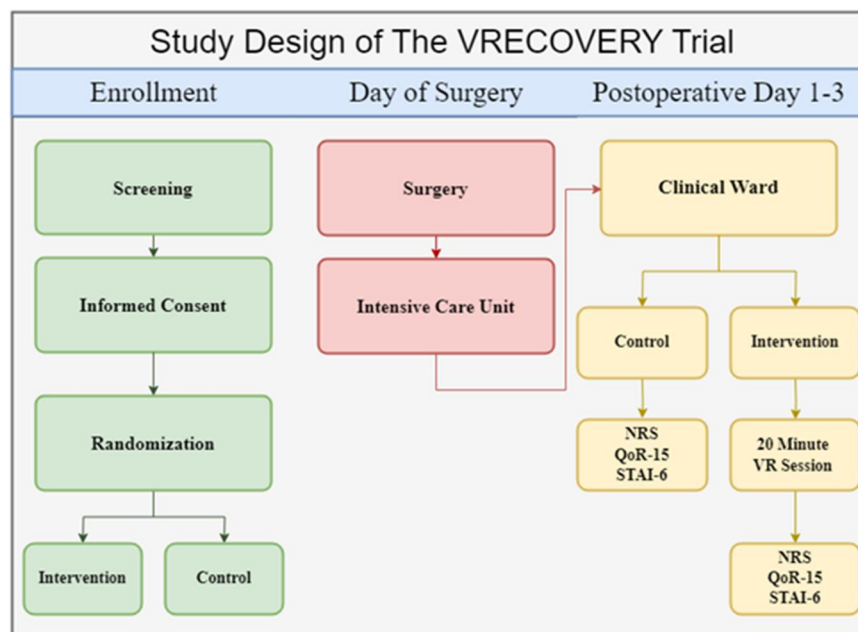 Study Design of The VRECOVERY Trial
Enrollment
Day of Surgery
Postoperative Day 1-3
Screening
Informed Consent
Randomization
Intervention
Control
Surgery
Intensive Care Unit
Clinical Ward
Control
Intervention
NRS
QoR-15
STAI-6
20 Minute
VR Session
NRS
QoR-15
STAI-6